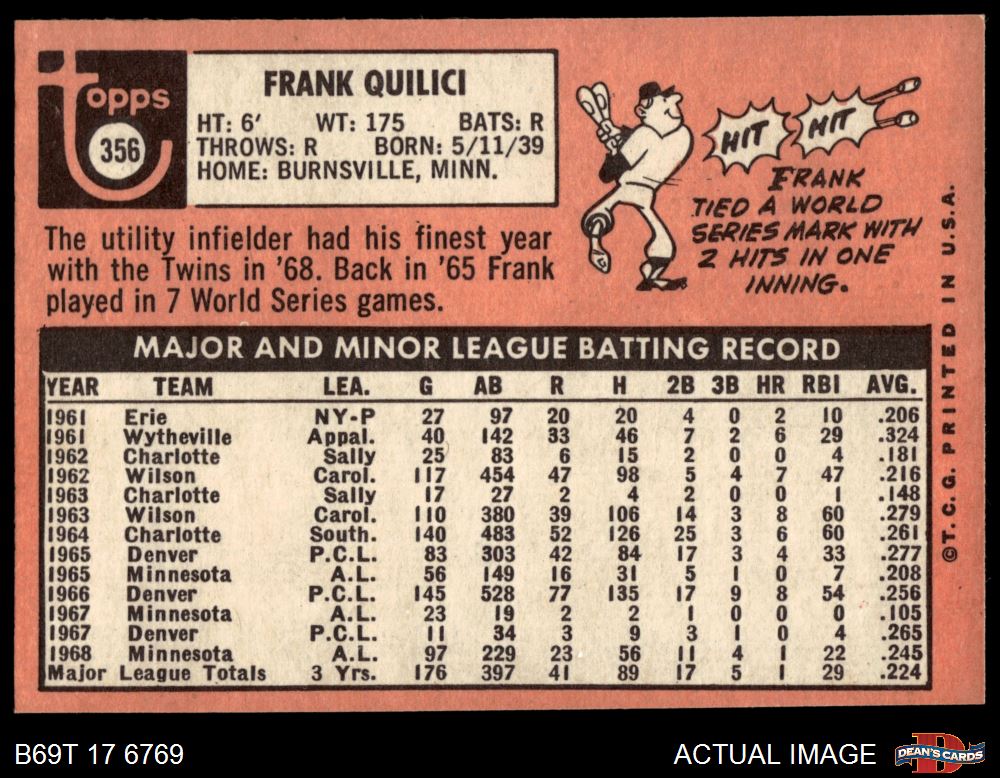 topps
356
FRANK QUILICI
HT: 6' WT: 175 BATS: R
THROWS: R BORN: 5/11/39
HOME: BURNSVILLE, MINN.
HIT HIT
FRANK
TIED A WORLD
SERIES MARK WITH
2 HITS IN ONE
INNING.
The utility infielder had his finest year
with the Twins in '68. Back in '65 Frank
played in 7 World Series games.
MAJOR AND MINOR LEAGUE BATTING RECORD
YEAR TEAM LEA. G AB R H 2B 3B HR RBI AVG.
1961 Erie NY-P 27 97 20 20 4 0 2 10 .206
1961 Wytheville Appal. 40 142 33 46 7 2 6 29 .324
1962 Charlotte Sally 25 83 6 15 2 0 0 4 .181
1962 Wilson Carol. 117 454 47 98 5 4 7 47 .216
1963 Charlotte Sally 17 27 2 4 2 0 0 1 .148
1963 Wilson Carol. 110 380 39 106 14 3 8 60 .279
1964 Charlotte South. 140 483 52 126 25 3 6 60 .261
1965 Denver P.C.L. 83 303 42 84 17 3 4 33 .277
1965 Minnesota A.L. 56 149 16 31 5 1 0 7 .208
1966 Denver P.C.L. 145 528 77 135 17 9 8 54 .256
1967 Minnesota A.L. 23 19 2 2 1 0 0 0 .105
1967 Denver P.C.L. 11 34 3 9 3 1 0 4 .265
1968 Minnesota A.L. 97 229 23 56 11 4 1 22 .245
Major League Totals 3 Yrs. 176 397 41 89 17 5 1 29 .224
©T. C. G. PRINTED IN U.S.A.
B69T 17 6769
ACTUAL IMAGE
DEAN'S CARDS